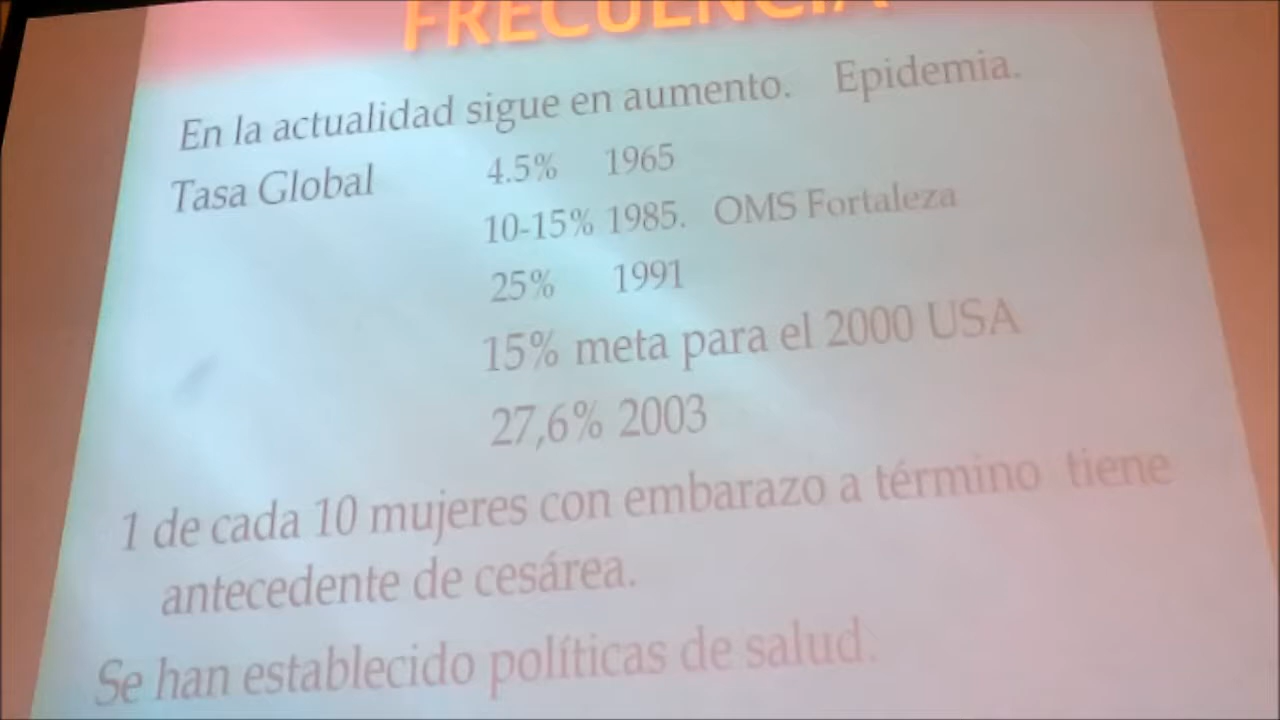 FRECUENCIA
En la actualidad sigue en aumento. Epidemia.
Tasa Global 4.5% 1965
10-15% 1985. OMS Fortaleza
25% 1991
15% meta para el 2000 USA
27,6% 2003
1 de cada 10 mujeres con embarazo a término tiene
antecedente de cesárea.
Se han establecido políticas de salud.